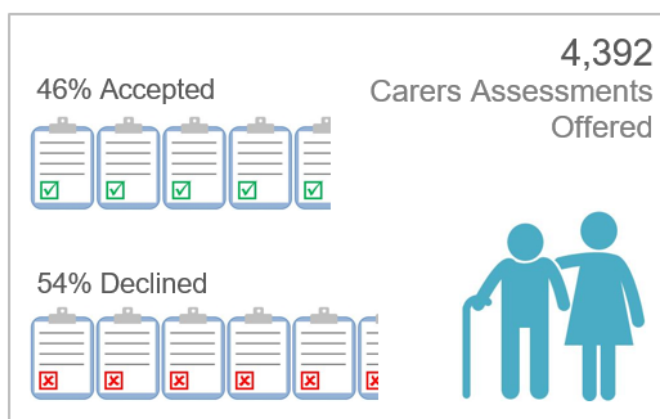 4,392
Carers Assessments
Offered
46% Accepted
54% Declined